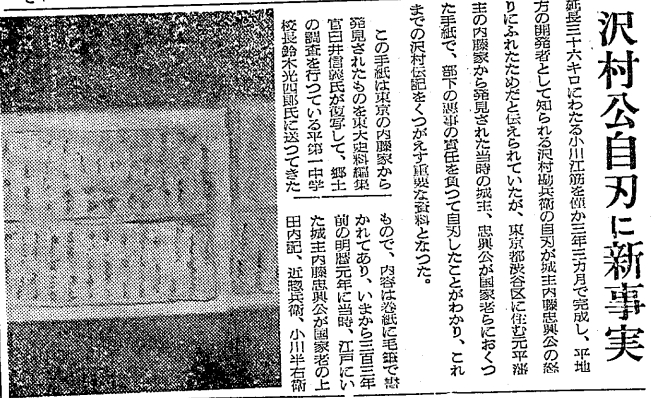 沢村公自刃に新事実
延長三十六キロにわたる小川江筋を僅か三年三カ月で完成し、平地
方の開発者として知られる沢村勘兵衛の自刃が城主内藤忠興公の怒
りにふれたためだと伝えられていたが、東京都渋谷区に住む元平藩
主の内藤家から発見された当時の城主、忠興公が国家老らにおくつ
た手紙で、部下の悪事の責任を負つて自刃したことがわかり、これ
までの沢村伝記をくつがえす重要な資料となつた。
この手紙は東京の内藤家から
発見されたものを東大史料編集
官臼井信義氏が復写して、郷土
の調査を行つている平第一中学
校長鈴木光四郎氏に送つてきた
もので、内容は巻紙に毛筆で書
かれてあり、いまから三百三年
前の明暦元年に当時、江戸にい
た城主内藤忠興公が国家老の上
田内記、近惣兵衛、小川半右衛